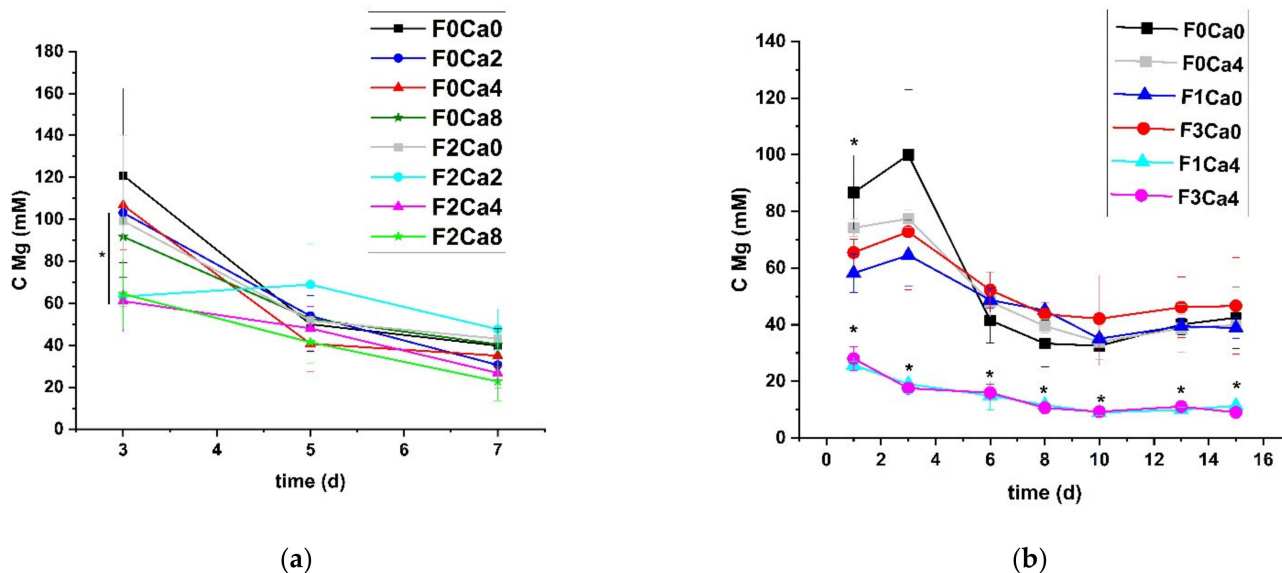 F0Ca0
F0Ca2
F0Ca4
F0Ca8
F2Ca0
F2Ca2
F2Ca4
F2Ca8
180
160
140
120
100
80
60
40
20
0
C Mg (mM)
*
3 4 5 6 7
time (d)
(a)
F0Ca0
F0Ca4
F1Ca0
F3Ca0
F1Ca4
F3Ca4
140
120
100
80
60
40
20
0
C Mg (mM)
*
* * * * * * *
0 2 4 6 8 10 12 14 16
time (d)
(b)